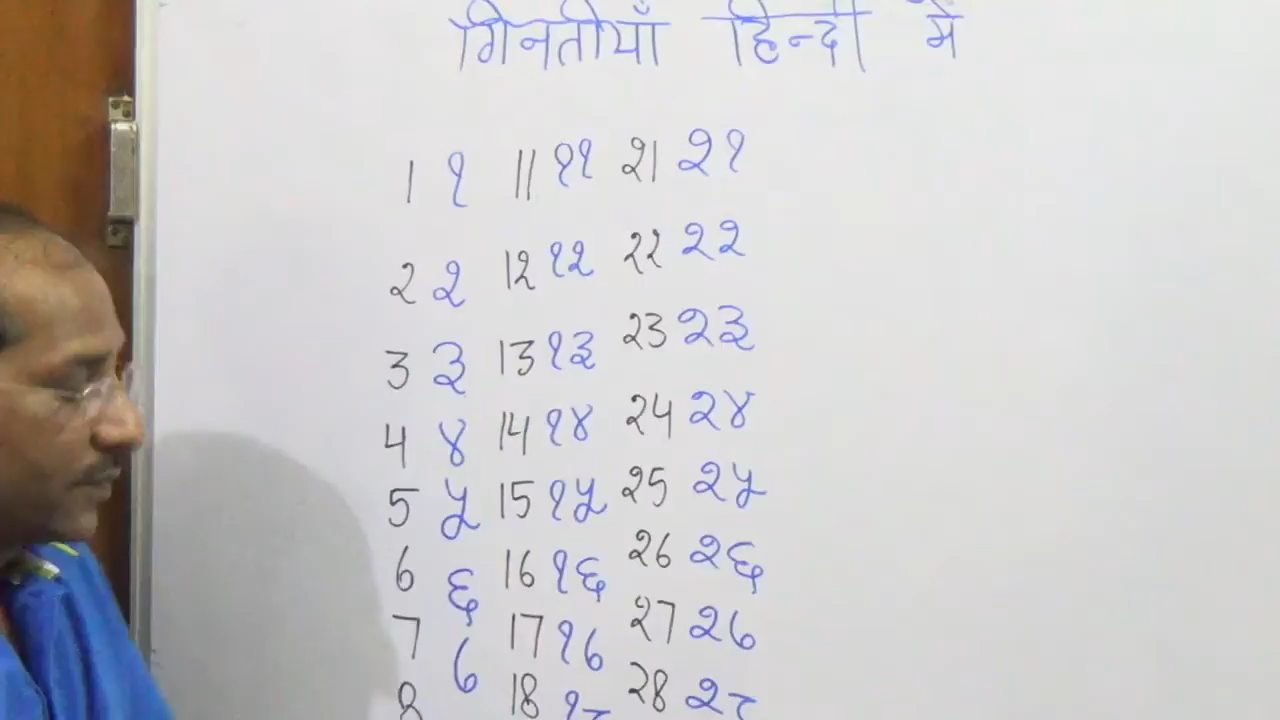 गिनतीयाँ हिन्दी में
1 १ 11 ११ 21 २१
2 २ 12 १२ 22 २२
3 ३ 13 १३ 23 २३
4 ४ 14 १४ 24 २४
5 ५ 15 १५ 25 २५
6 ६ 16 १६ 26 २६
7 ७ 17 १७ 27 २७
8 18 १८ 28 २८